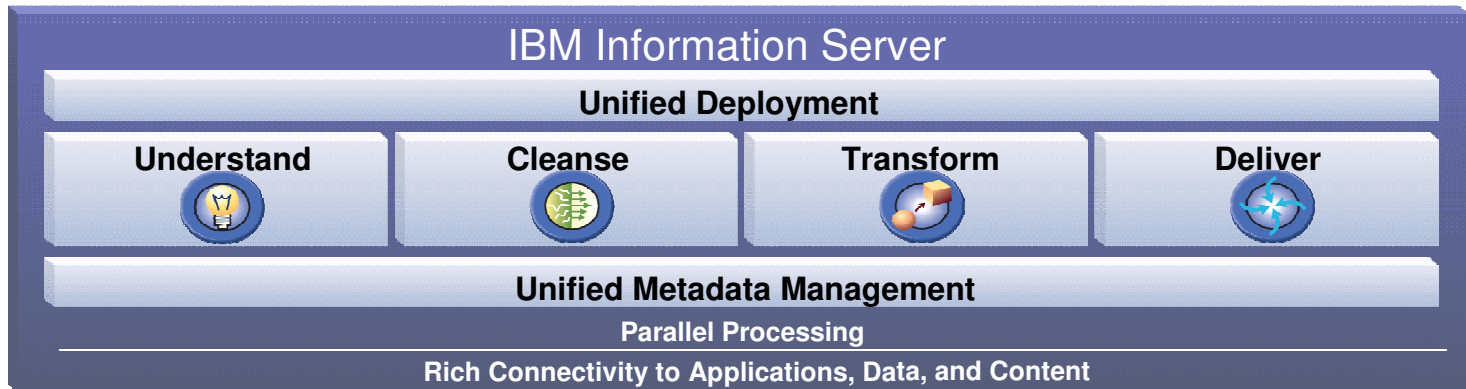 IBM Information Server
Unified Deployment
Understand
Cleanse
Transform
Deliver
Unified Metadata Management
Parallel Processing
Rich Connectivity to Applications, Data, and Content